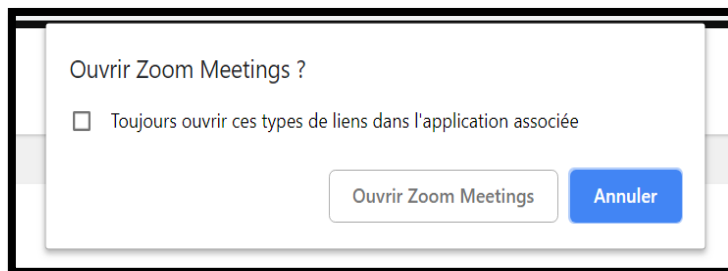 Ouvrir Zoom Meetings ?
Toujours ouvrir ces types de liens dans l'application associée
Ouvrir Zoom Meetings Annuler